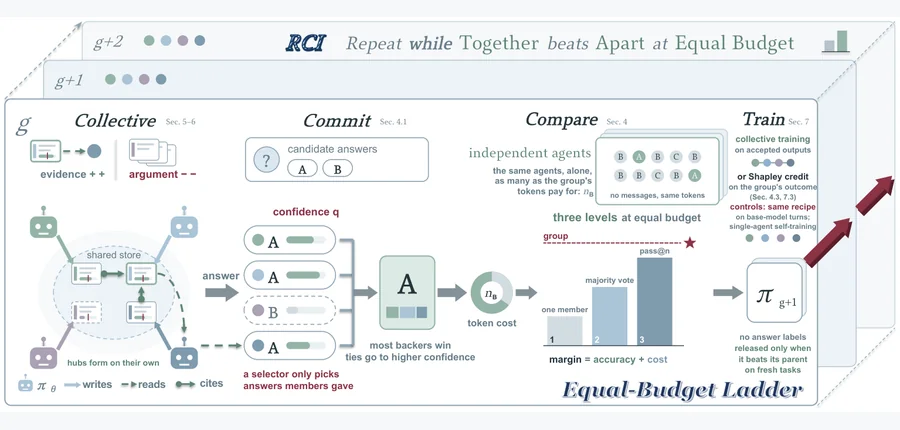 g+2
RCI Repeat while Together beats Apart at Equal Budget
g+1
g
Collective Sec. 5–6
evidence + +
argument − −
shared store
hubs form on their own
π θ
writes
reads
cites
answer
Commit Sec. 4.1
?
candidate answers
A
B
confidence q
A
A
B
A
a selector only picks
answers members gave
A
most backers win
ties go to higher confidence
n B
token cost
Compare Sec. 4
independent agents
the same agents, alone,
as many as the group's
tokens pay for: n B
B A B C B
B B C B A
no messages, same tokens
three levels at equal budget
group
one member
majority vote
pass@n
1
2
3
margin = accuracy + cost
Train Sec. 7
collective training
on accepted outputs
or Shapley credit
on the group's outcome
(Sec. 4.3, 7.3)
controls: same recipe
on base-model turns;
single-agent self-training
π g+1
no answer labels
released only when
it beats its parent
on fresh tasks
Equal-Budget Ladder